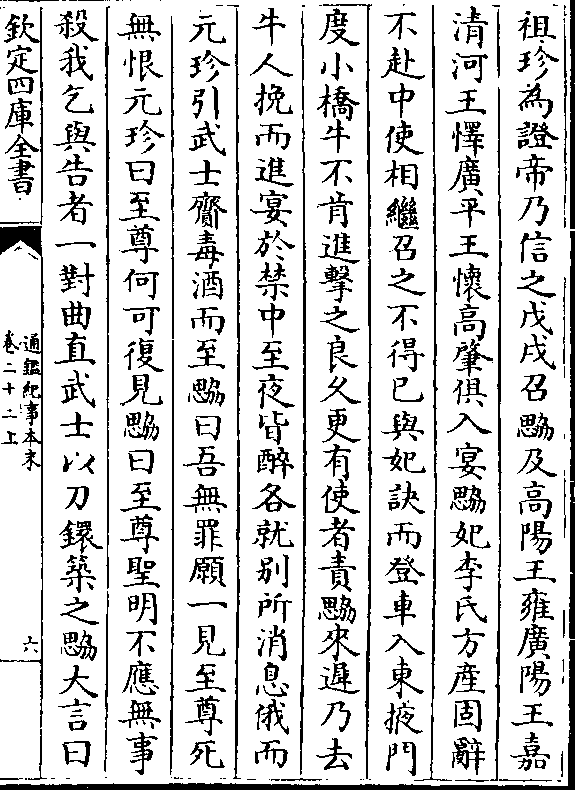 祖珍為證帝乃信之戊戌召勰及高陽王雍廣陽王嘉
清河王懌廣平王懷高肇俱入宴勰妃李氏方產固辭
不赴中使相繼召之不得已與妃訣而登車入東掖門
度小橋牛不肯進擊之良久更有使者責勰來遲乃去
牛人挽而進宴於禁中至夜皆醉各就别所消息俄而
元珍引武士齎毒酒而至勰曰吾無罪願一見至尊死
無恨元珍曰至尊何可復見勰曰至尊聖明不應無事
殺我乞與告者一對曲直武士以刀鐶築之勰大言曰
欽定四庫全書
通鑑紀事本末
卷二十二上
六